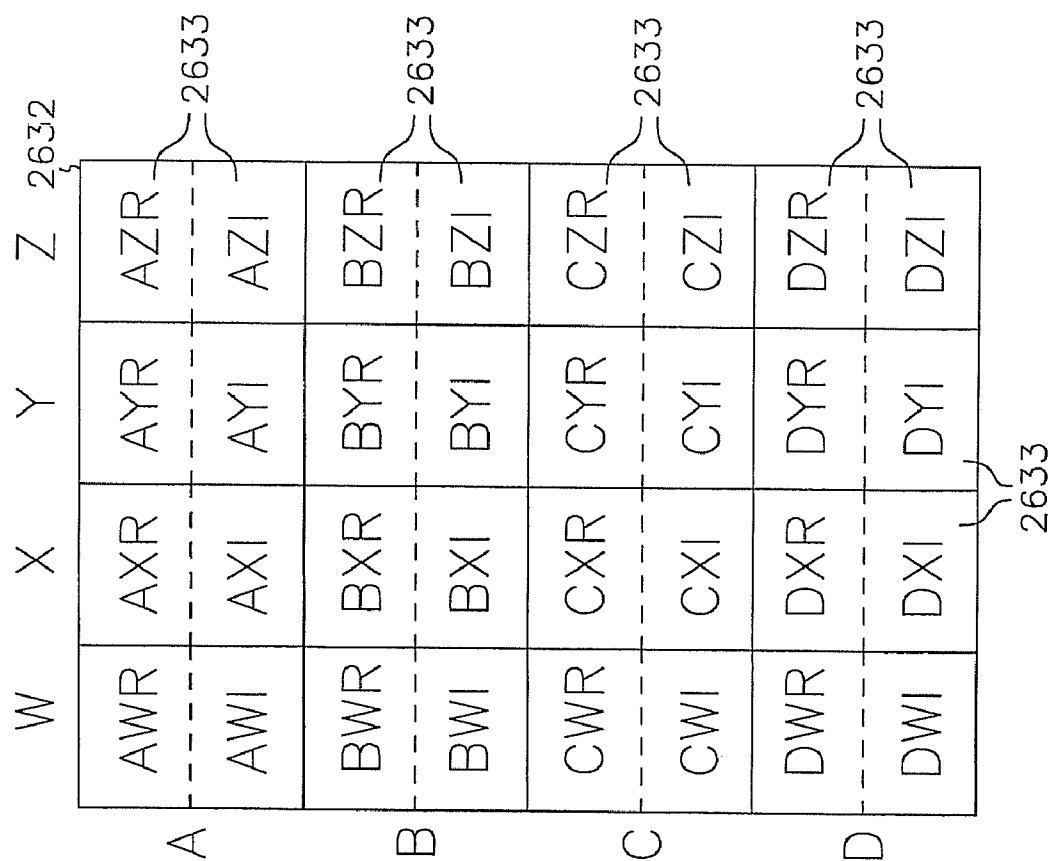 W X Y Z 2632
AWR AXR AYR AZR
A 2633
AWI AXI AYI AZI
BWR BXR BYR BZR
B 2633
BWI BXI BYI BZI
CWR CXR CYR CZR
C 2633
CWI CXI CYI CZI
DWR DXR DYR DZR
D 2633
DWI DXI DYI DZI
2633